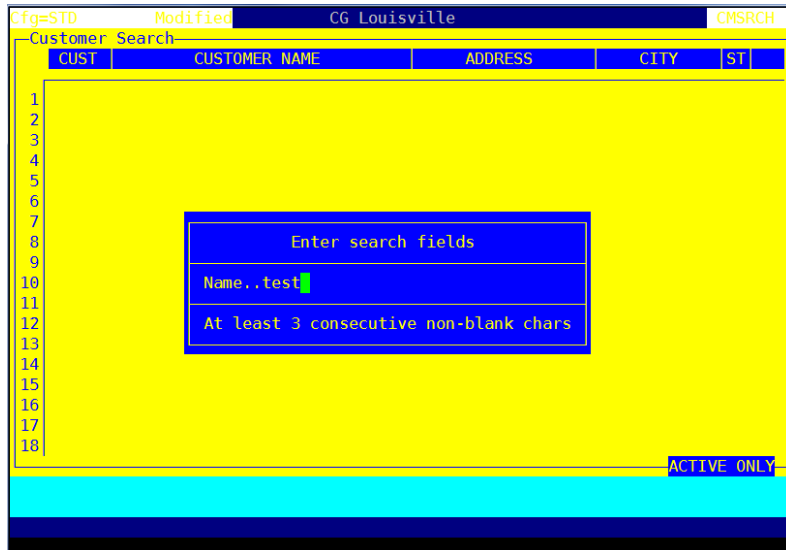 Cfg=STD Modified CG Louisville CMSRCH
Customer Search
CUST CUSTOMER NAME ADDRESS CITY ST
1
2
3
4
5
6
7
8
Enter search fields
9
10
Name..test
11
12
At least 3 consecutive non-blank chars
13
14
15
16
17
18
ACTIVE ONLY